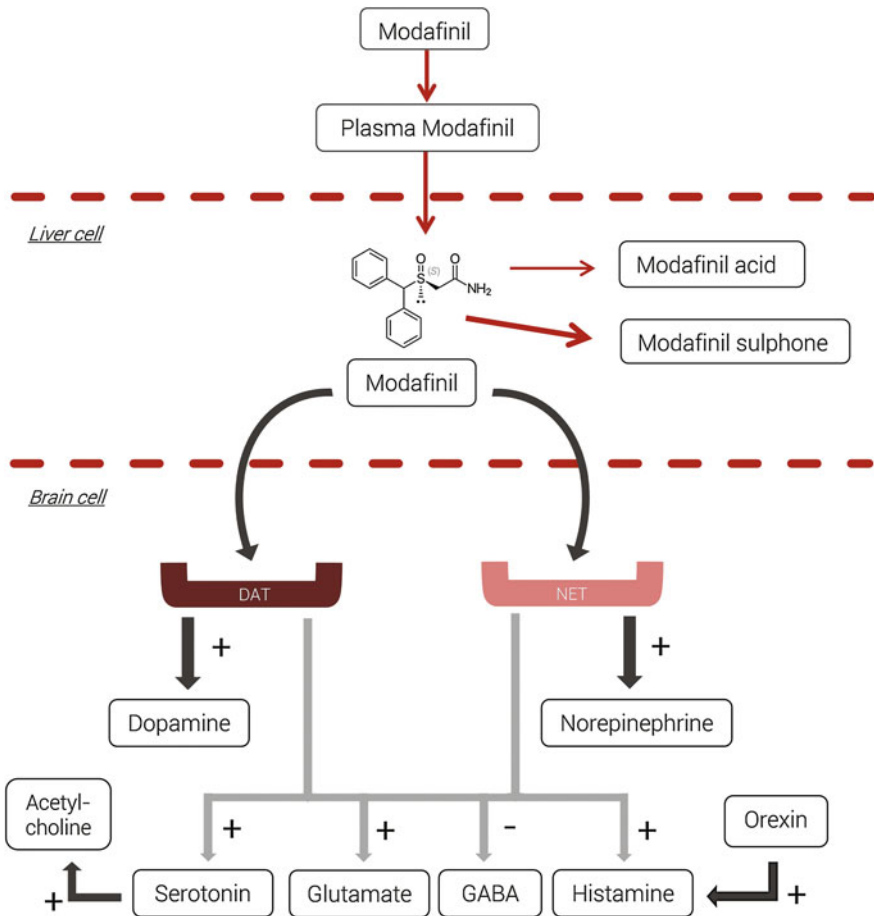 Modafinil
Plasma Modafinil
Liver cell
O
S
(S)
O
NH2
Modafinil acid
Modafinil sulphone
Modafinil
Brain cell
DAT
NET
+
+
Dopamine
Norepinephrine
Acetyl-
choline
+
+
-
+
Orexin
+
Serotonin
Glutamate
GABA
Histamine
+